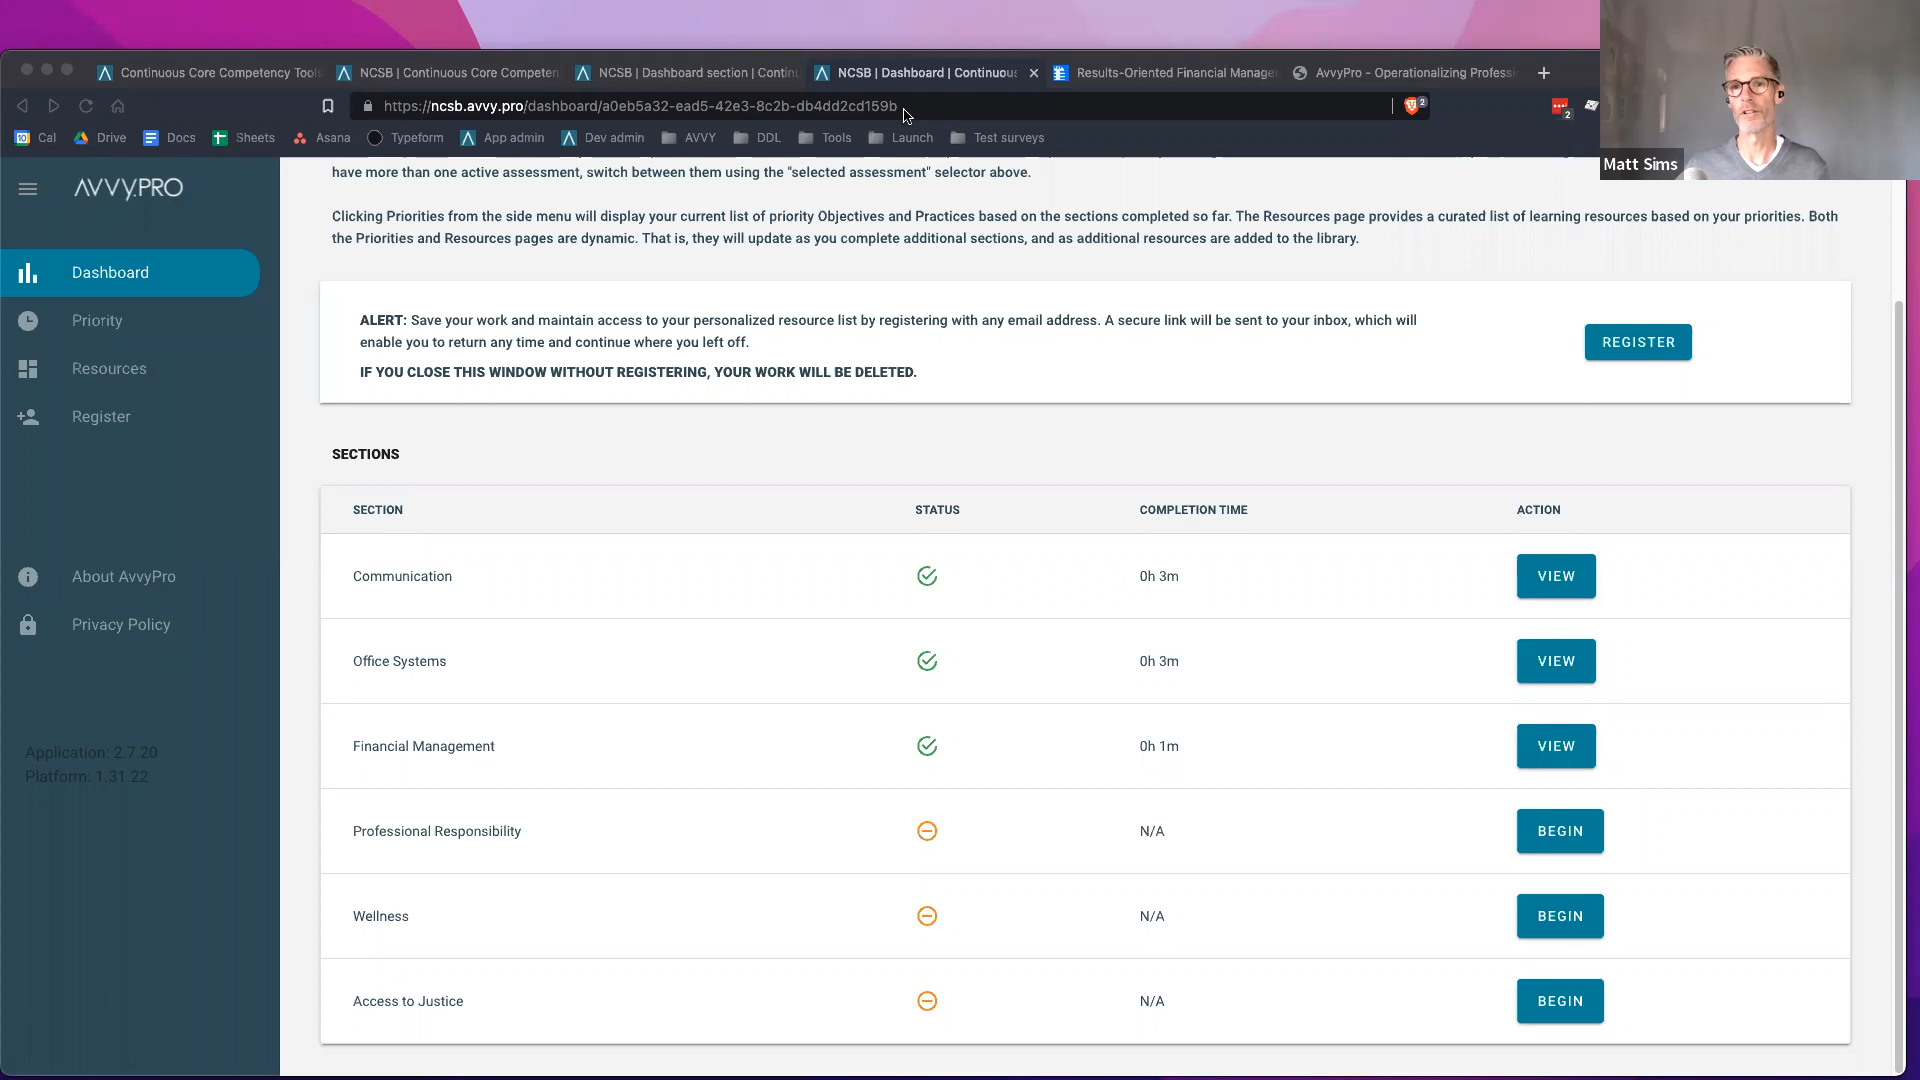 Continuous Core Competency Tools
NCSB | Continuous Core Competen
NCSB | Dashboard section | Contin
NCSB | Dashboard | Continuous
Results-Oriented Financial Manage
AvvyPro - Operationalizing Profess
https://ncsb.avvy.pro/dashboard/a0eb5a32-ead5-42e3-8c2b-db4dd2cd159b
2
2
Cal
Drive
Docs
Sheets
Asana
Typeform
App admin
Dev admin
AVVY
DDL
Tools
Launch
Test surveys
Matt Sims
AVVY.PRO
Dashboard
Priority
Resources
Register
About AvvyPro
Privacy Policy
Application: 2.7.20
Platform: 1.31.22
have more than one active assessment, switch between them using the "selected assessment" selector above.
Clicking Priorities from the side menu will display your current list of priority Objectives and Practices based on the sections completed so far. The Resources page provides a curated list of learning resources based on your priorities. Both
the Priorities and Resources pages are dynamic. That is, they will update as you complete additional sections, and as additional resources are added to the library.
ALERT: Save your work and maintain access to your personalized resource list by registering with any email address. A secure link will be sent to your inbox, which will
enable you to return any time and continue where you left off.
IF YOU CLOSE THIS WINDOW WITHOUT REGISTERING, YOUR WORK WILL BE DELETED.
REGISTER
SECTIONS
SECTION STATUS COMPLETION TIME ACTION
Communication 0h 3m VIEW
Office Systems 0h 3m VIEW
Financial Management 0h 1m VIEW
Professional Responsibility N/A BEGIN
Wellness N/A BEGIN
Access to Justice N/A BEGIN